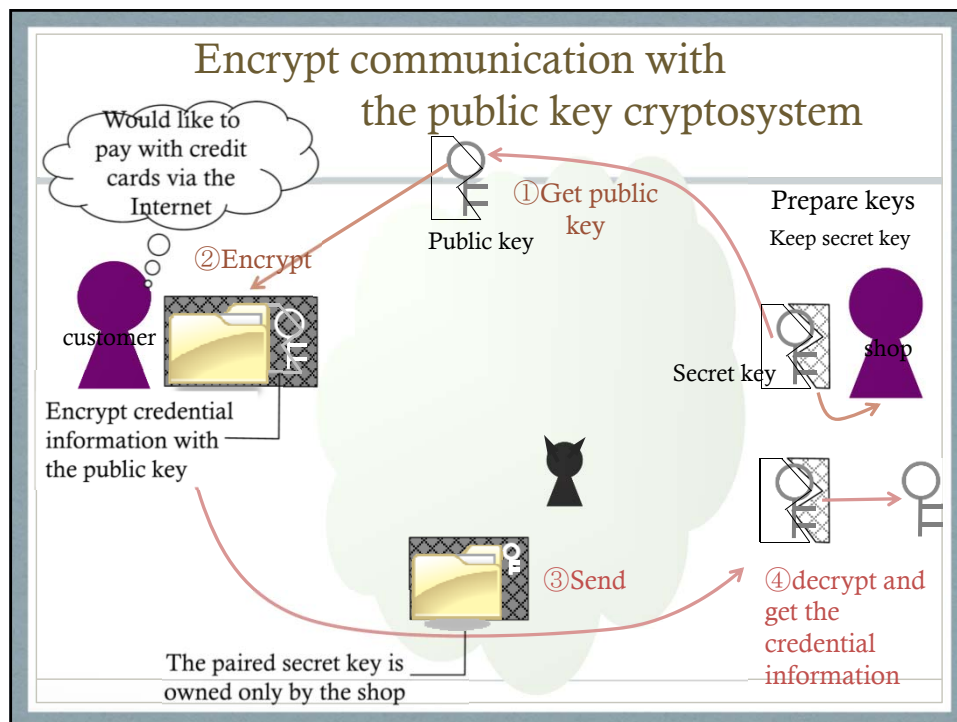 Encrypt communication with
the public key cryptosystem
Would like to
pay with credit
cards via the
Internet
①Get public
key
Public key
Prepare keys
Keep secret key
②Encrypt
customer
shop
Secret key
Encrypt credential
information with
the public key
③Send
④decrypt and
get the
credential
information
The paired secret key is
owned only by the shop